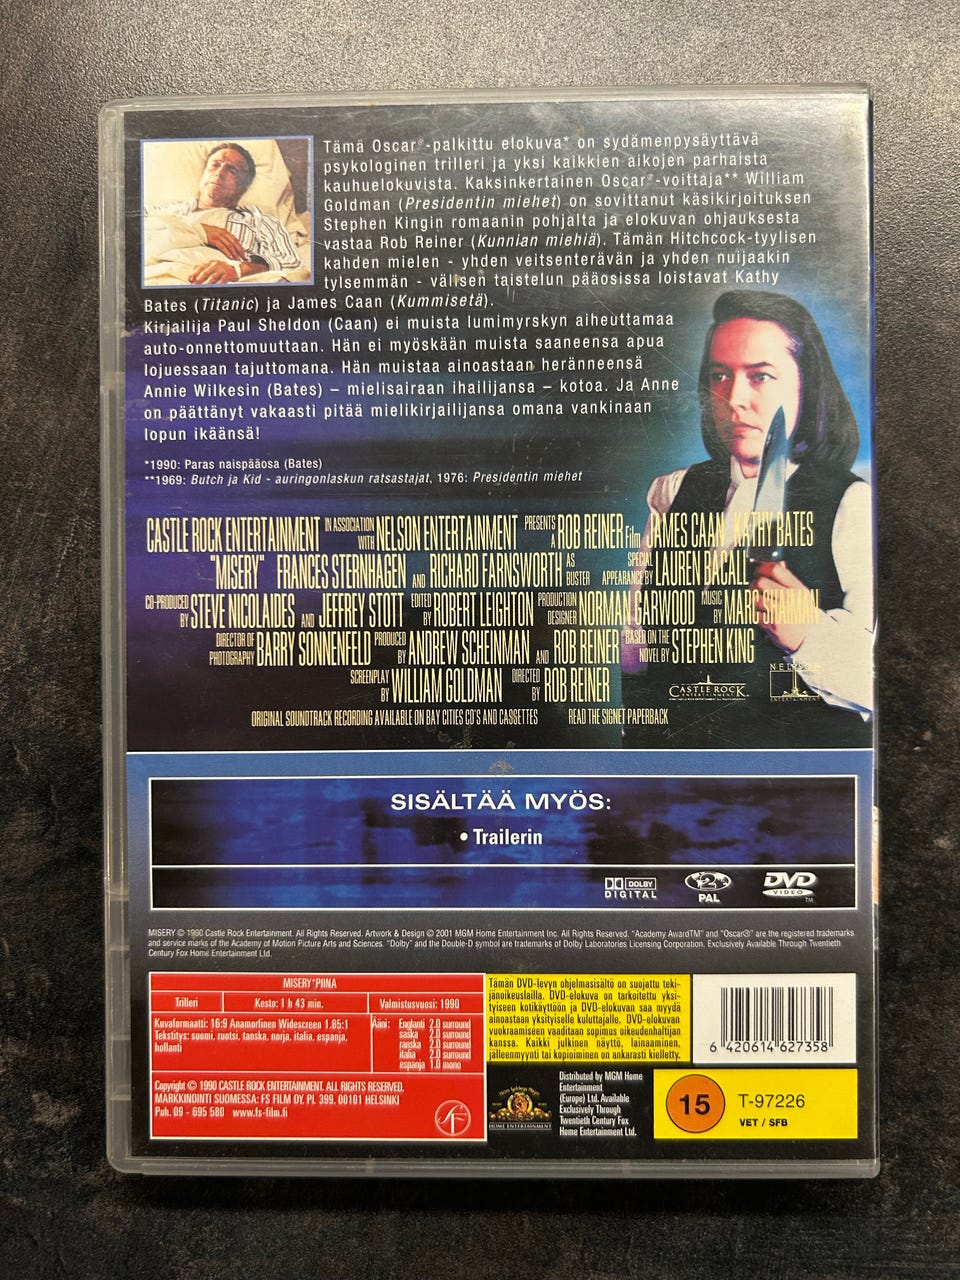 Tämä Oscar®-palkittu elokuva* on sydämenpysäyttävä
psykologinen trilleri ja yksi kaikkien aikojen parhaista
kauhuelokuvista. Kaksinkertainen Oscar®-voittaja** William
Goldman (Presidentin miehet) on sovittanut käsikirjoituksen
Stephen Kingin romaanin pohjalta ja elokuvan ohjauksesta
vastaa Rob Reiner (Kunnian miehiä). Tämän Hitchcock-tyylisen
kahden mielen - yhden veitsenterävän ja yhden nuijaakin
tylsemmän - välisen taistelun pääosissa loistavat Kathy
Bates (Titanic) ja James Caan (Kummisetä).
Kirjailija Paul Sheldon (Caan) ei muista lumimyrskyn aiheuttamaa
auto-onnettomuuttaan. Hän ei myöskään muista saaneensa apua
lojuessaan tajuttomana. Hän muistaa ainoastaan heränneensä
Annie Wilkesin (Bates) – mielisairaan ihailijansa – kotoa. Ja Anne
on päättänyt vakaasti pitää mielikirjailijansa omana vankinaan
lopun ikäänsä!
*1990: Paras naispääosa (Bates)
**1969: Butch ja Kid - auringonlaskun ratsastajat, 1976: Presidentin miehet
CASTLE ROCK ENTERTAINMENT IN ASSOCIATION WITH NELSON ENTERTAINMENT PRESENTS A ROB REINER Film JAMES CAAN KATHY BATES
"MISERY" FRANCES STERNHAGEN AND RICHARD FARNSWORTH AS BUSTER SPECIAL APPEARANCE BY LAUREN BACALL
CO-PRODUCED BY STEVE NICOLAIDES AND JEFFREY STOTT EDITED BY ROBERT LEIGHTON PRODUCTION DESIGNER NORMAN GARWOOD MUSIC BY MARC SHAIMAN
DIRECTOR OF PHOTOGRAPHY BARRY SONNENFELD PRODUCED BY ANDREW SCHEINMAN AND ROB REINER BASED ON THE NOVEL BY STEPHEN KING
SCREENPLAY BY WILLIAM GOLDMAN DIRECTED BY ROB REINER
CASTLE ROCK
ENTERTAINMENT
NELSON
ENTERTAINMENT
ORIGINAL SOUNDTRACK RECORDING AVAILABLE ON BAY CITIES CD'S AND CASSETTES READ THE SIGNET PAPERBACK
SISÄLTÄÄ MYÖS:
• Trailerin
DOLBY
DIGITAL
2
PAL
DVD
VIDEO
TM
MISERY © 1990 Castle Rock Entertainment. All Rights Reserved. Artwork & Design © 2001 MGM Home Entertainment Inc. All Rights Reserved. "Academy AwardTM" and "Oscar®" are the registered trademarks
and service marks of the Academy of Motion Picture Arts and Sciences. "Dolby" and the Double-D symbol are trademarks of Dolby Laboratories Licensing Corporation. Exclusively Available Through Twentieth
Century Fox Home Entertainment Ltd.
MISERY*PIINA
Trilleri Kesto: 1 h 43 min. Valmistusvuosi: 1990
Kuvaformaatti: 16:9 Anamorfinen Widescreen 1.85:1
Tekstitys: suomi, ruotsi, tanska, norja, italia, espanja,
hollanti
Ääni: Englanti 2.0 surround
saska 2.0 surround
ranska 2.0 surround
italia 2.0 surround
espanja 1.0 mono
Copyright © 1990 CASTLE ROCK ENTERTAINMENT. ALL RIGHTS RESERVED.
MARKKINOINTI SUOMESSA: FS FILM OY. PL 399. 00101 HELSINKI
Puh. 09 - 695 580 www.fs-film.fi
SF
Tämän DVD-levyn ohjelmasisältö on suojattu teki-
jänoikeuslailla. DVD-elokuva on tarkoitettu yksi-
tyiseen kotikäyttöön ja DVD-elokuvan saa myydä
ainoastaan yksityiselle kuluttajalle. DVD-elokuvan
vuokraamiseen vaaditaan sopimus oikeudenhaltijan
kanssa. Kaikki julkinen näyttö, lainaaminen,
jälleenmyynti tai kopioiminen on ankarasti kielletty.
6 420614 627358
HOME ENTERTAINMENT
Distributed by MGM Home
Entertainment
(Europe) Ltd. Available
Exclusively Through
Twentieth Century Fox
Home Entertainment Ltd.
15
T-97226
VET / SFB